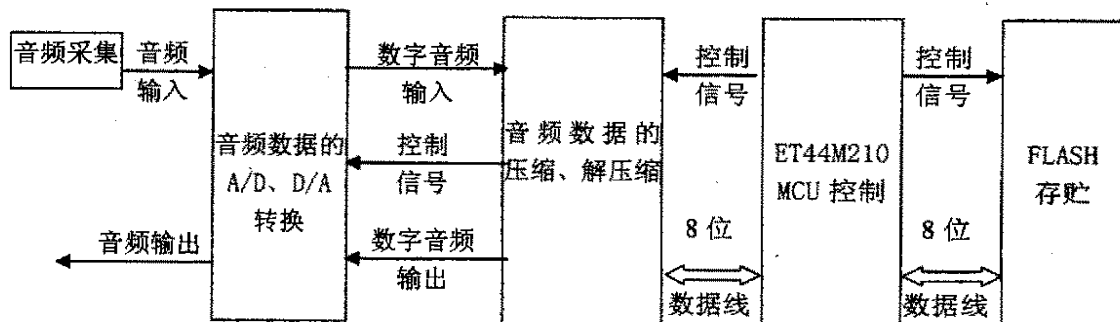 音频采集
音频
输入
音频数据的
A/D、D/A
转换
音频输出
数字音频
输入
控制
信号
数字音频
输出
音频数据的
压缩、解压缩
控制
信号
8位
数据线
ET44M210
MCU控制
控制
信号
8位
数据线
FLASH
存贮